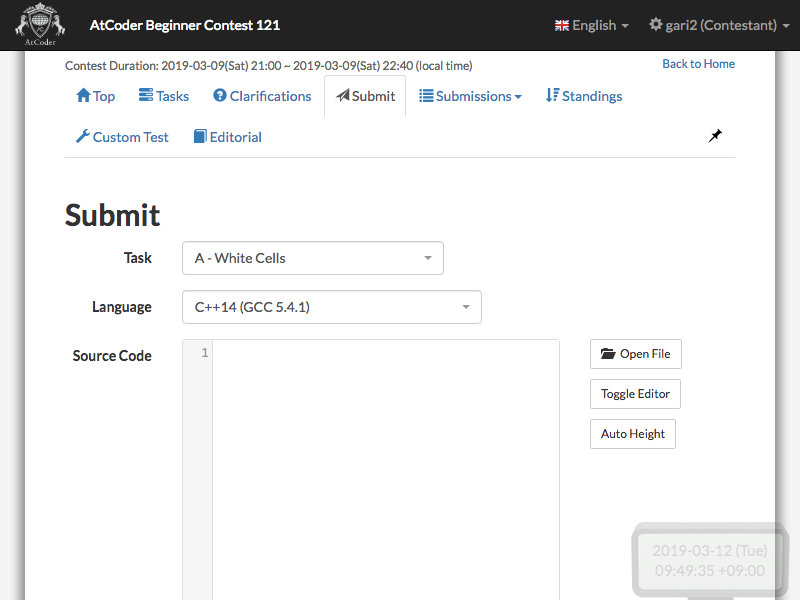 AtCoder
AtCoder Beginner Contest 121
English
gari2 (Contestant)
Contest Duration: 2019-03-09(Sat) 21:00 ~ 2019-03-09(Sat) 22:40 (local time)
Back to Home
Top
Tasks
Clarifications
Submit
Submissions
Standings
Custom Test
Editorial
Submit
Task
A - White Cells
Language
C++14 (GCC 5.4.1)
Source Code
1
Open File
Toggle Editor
Auto Height
2019-03-12 (Tue)
09:49:35 +09:00